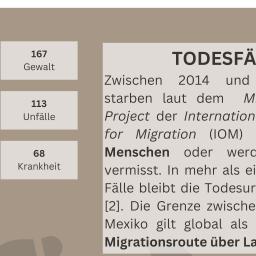 167
Gewalt
113
Unfälle
68
Krankheit
TODESFÄ
Zwischen 2014 und
starben laut dem M
Project der Internation
for Migration (IOM)
Menschen oder werd
vermisst. In mehr als ei
Fälle bleibt die Todesur
[2]. Die Grenze zwische
Mexiko gilt global als
Migrationsroute über La